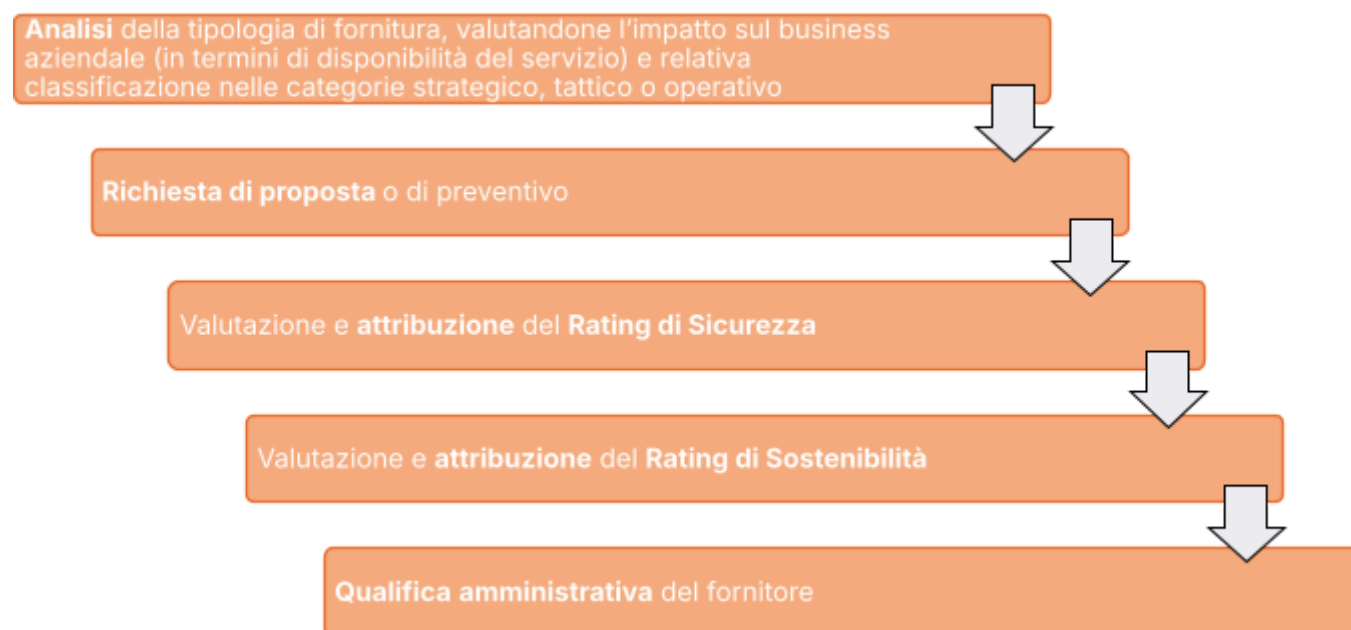 Analisi della tipologia di fornitura, valutandone l'impatto sul business
aziendale (in termini di disponibilità del servizio) e relativa
classificazione nelle categorie strategico, tattico o operativo
Richiesta di proposta o di preventivo
Valutazione e attribuzione del Rating di Sicurezza
Valutazione e attribuzione del Rating di Sostenibilità
Qualifica amministrativa del fornitore